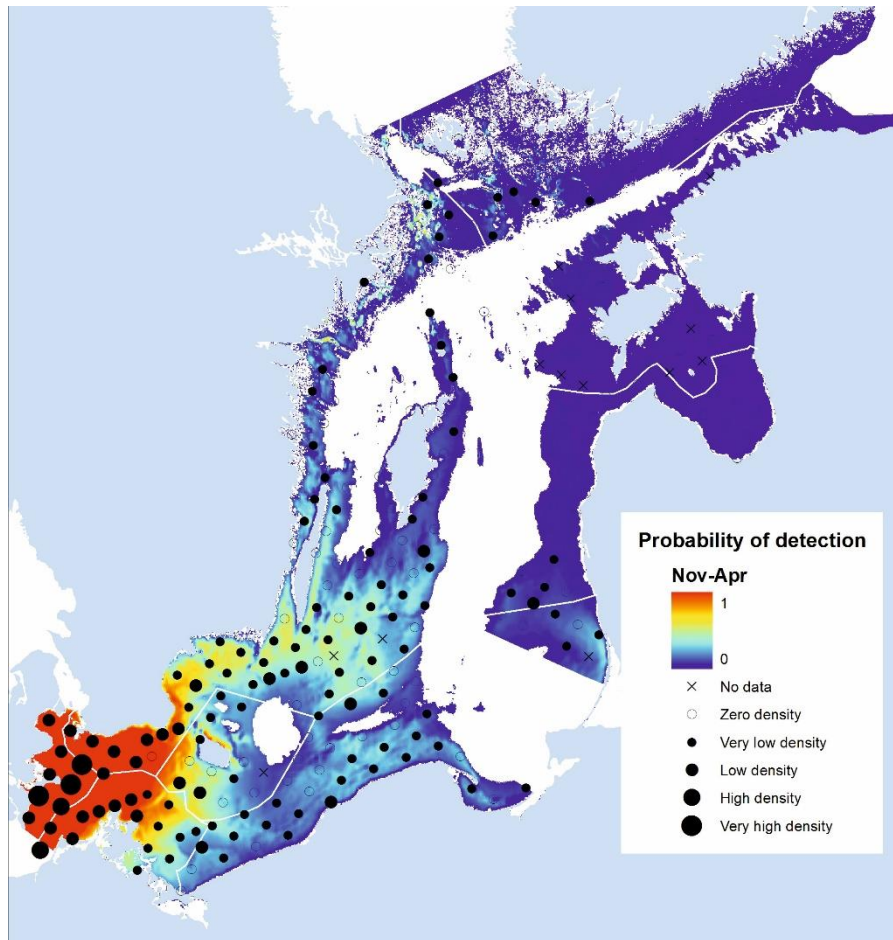 Probability of detection
Nov-Apr
1
0
No data
Zero density
Very low density
Low density
High density
Very high density